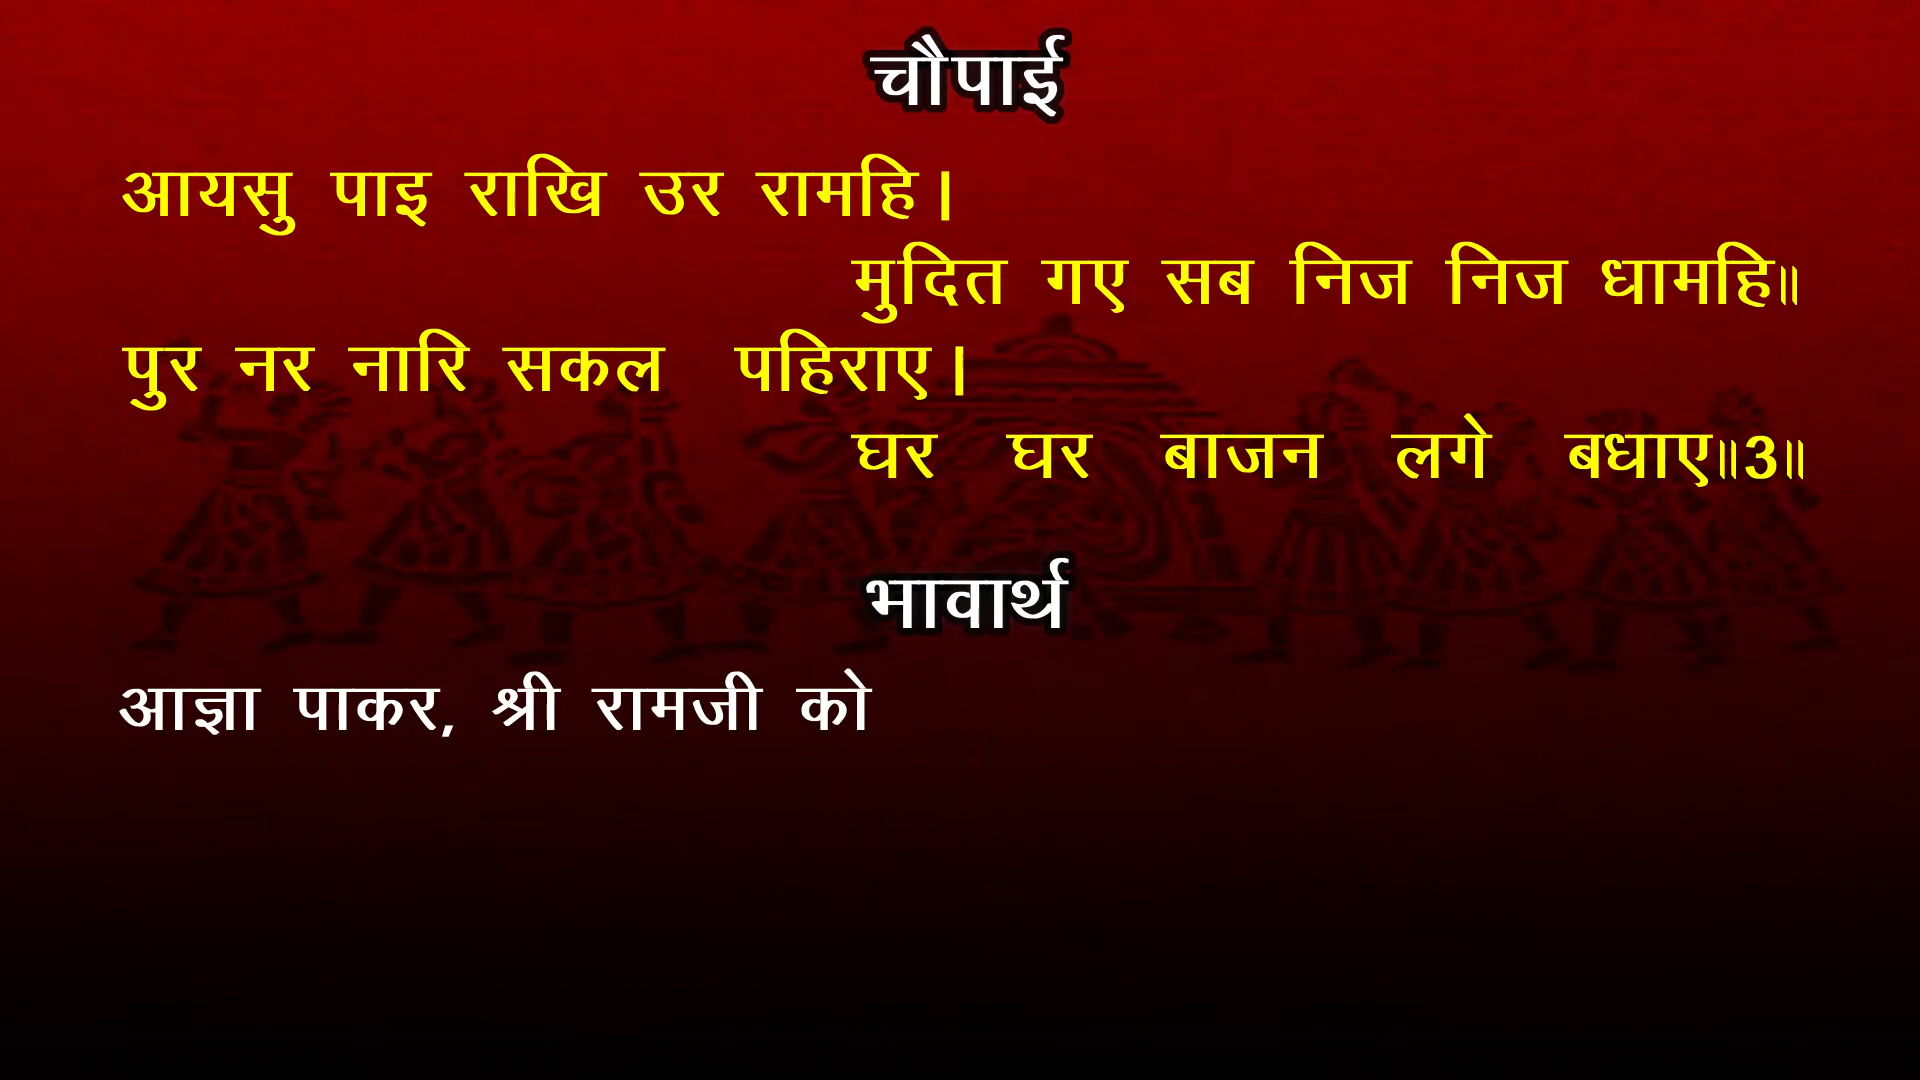 चौपाई
आयसु पाइ राखि उर रामहि।
मुदित गए सब निज निज धामहि॥
पुर नर नारि सकल पहिराए।
घर घर बाजन लगे बधाए॥3॥
भावार्थ
आज्ञा पाकर, श्री रामजी को